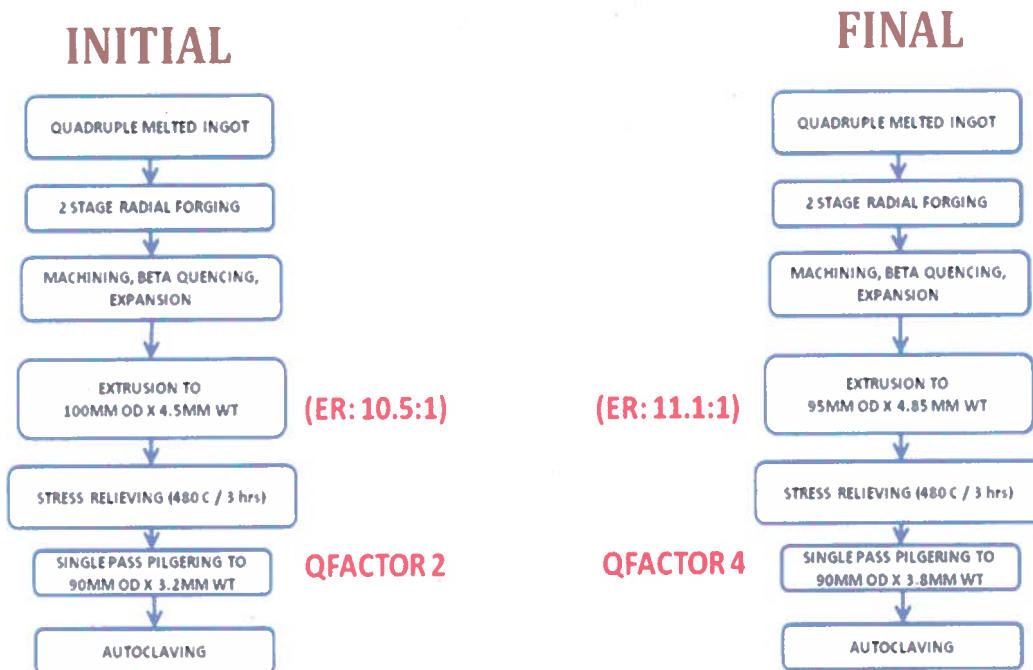 INITIAL
QUADRUPLE MELTED INGOT
2 STAGE RADIAL FORGING
MACHINING, BETA QUENCING,
EXPANSION
EXTRUSION TO
100MM OD X 4.5MM WT
(ER: 10.5:1)
STRESS RELIEVING (480 C / 3 hrs)
SINGLE PASS PILGERING TO
90MM OD X 3.2MM WT
QFACTOR 2
AUTOCLAVING
FINAL
QUADRUPLE MELTED INGOT
2 STAGE RADIAL FORGING
MACHINING, BETA QUENCING,
EXPANSION
(ER: 11.1:1)
EXTRUSION TO
95MM OD X 4.85 MM WT
STRESS RELIEVING (480 C / 3 hrs)
QFACTOR 4
SINGLE PASS PILGERING TO
90MM OD X 3.8MM WT
AUTOCLAVING